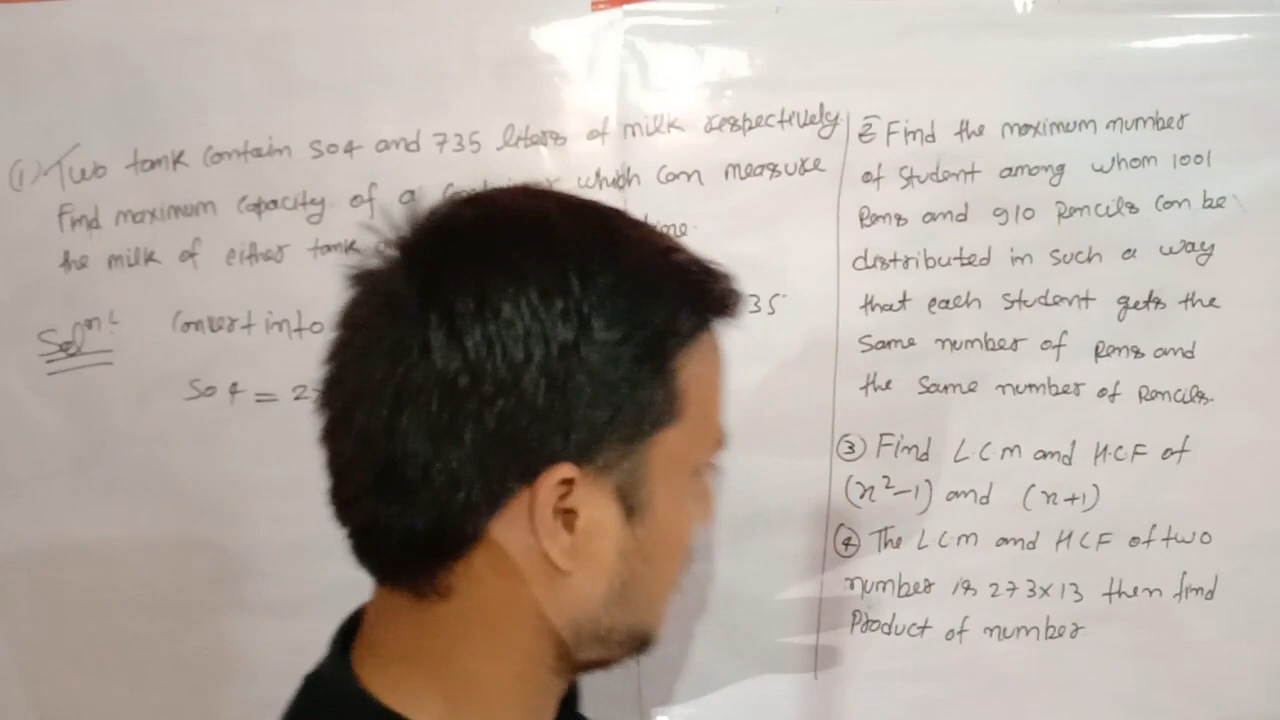 (1) Two tank contain 504 and 735 liters of milk respectively
Find maximum capacity of a which can measure
the milk of either tank
Solⁿ: Convert into 35
504 = 2×
2 Find the maximum number
of student among whom 1001
Pens and 910 Pencils can be
distributed in such a way
that each student gets the
Same number of Pens and
the same number of Pencils.
③ Find L.C.M and H.C.F of
(x²-1) and (x+1)
④ The LCM and HCF of two
number is 273×13 then find
Product of number